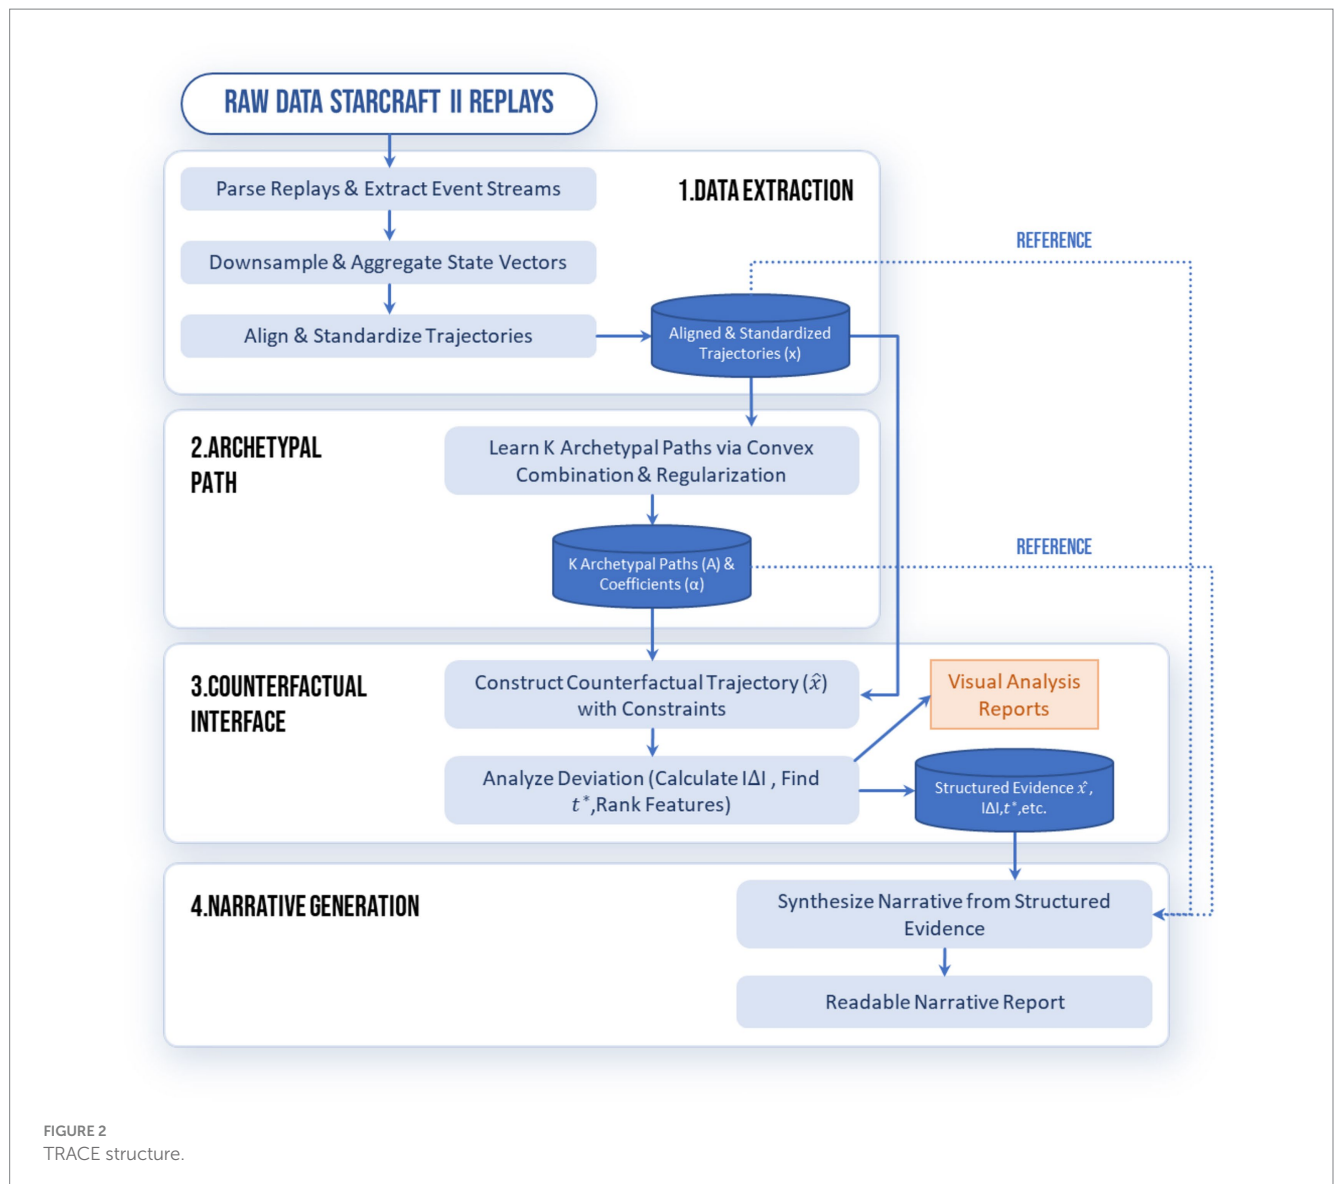 RAW DATA STARCRAFT II REPLAYS
Parse Replays & Extract Event Streams
1.DATA EXTRACTION
Downsample & Aggregate State Vectors
REFERENCE
Align & Standardize Trajectories
Aligned & Standardized
Trajectories (x)
2.ARCHETYPAL
PATH
Learn K Archetypal Paths via Convex
Combination & Regularization
REFERENCE
K Archetypal Paths (A) &
Coefficients (α)
3.COUNTERFACTUAL
INTERFACE
Construct Counterfactual Trajectory (x̂)
with Constraints
Visual Analysis
Reports
Analyze Deviation (Calculate IΔI , Find
t*,Rank Features)
Structured Evidence x̂ ,
IΔI,t*,etc.
4.NARRATIVE GENERATION
Synthesize Narrative from Structured
Evidence
Readable Narrative Report
FIGURE 2
TRACE structure.